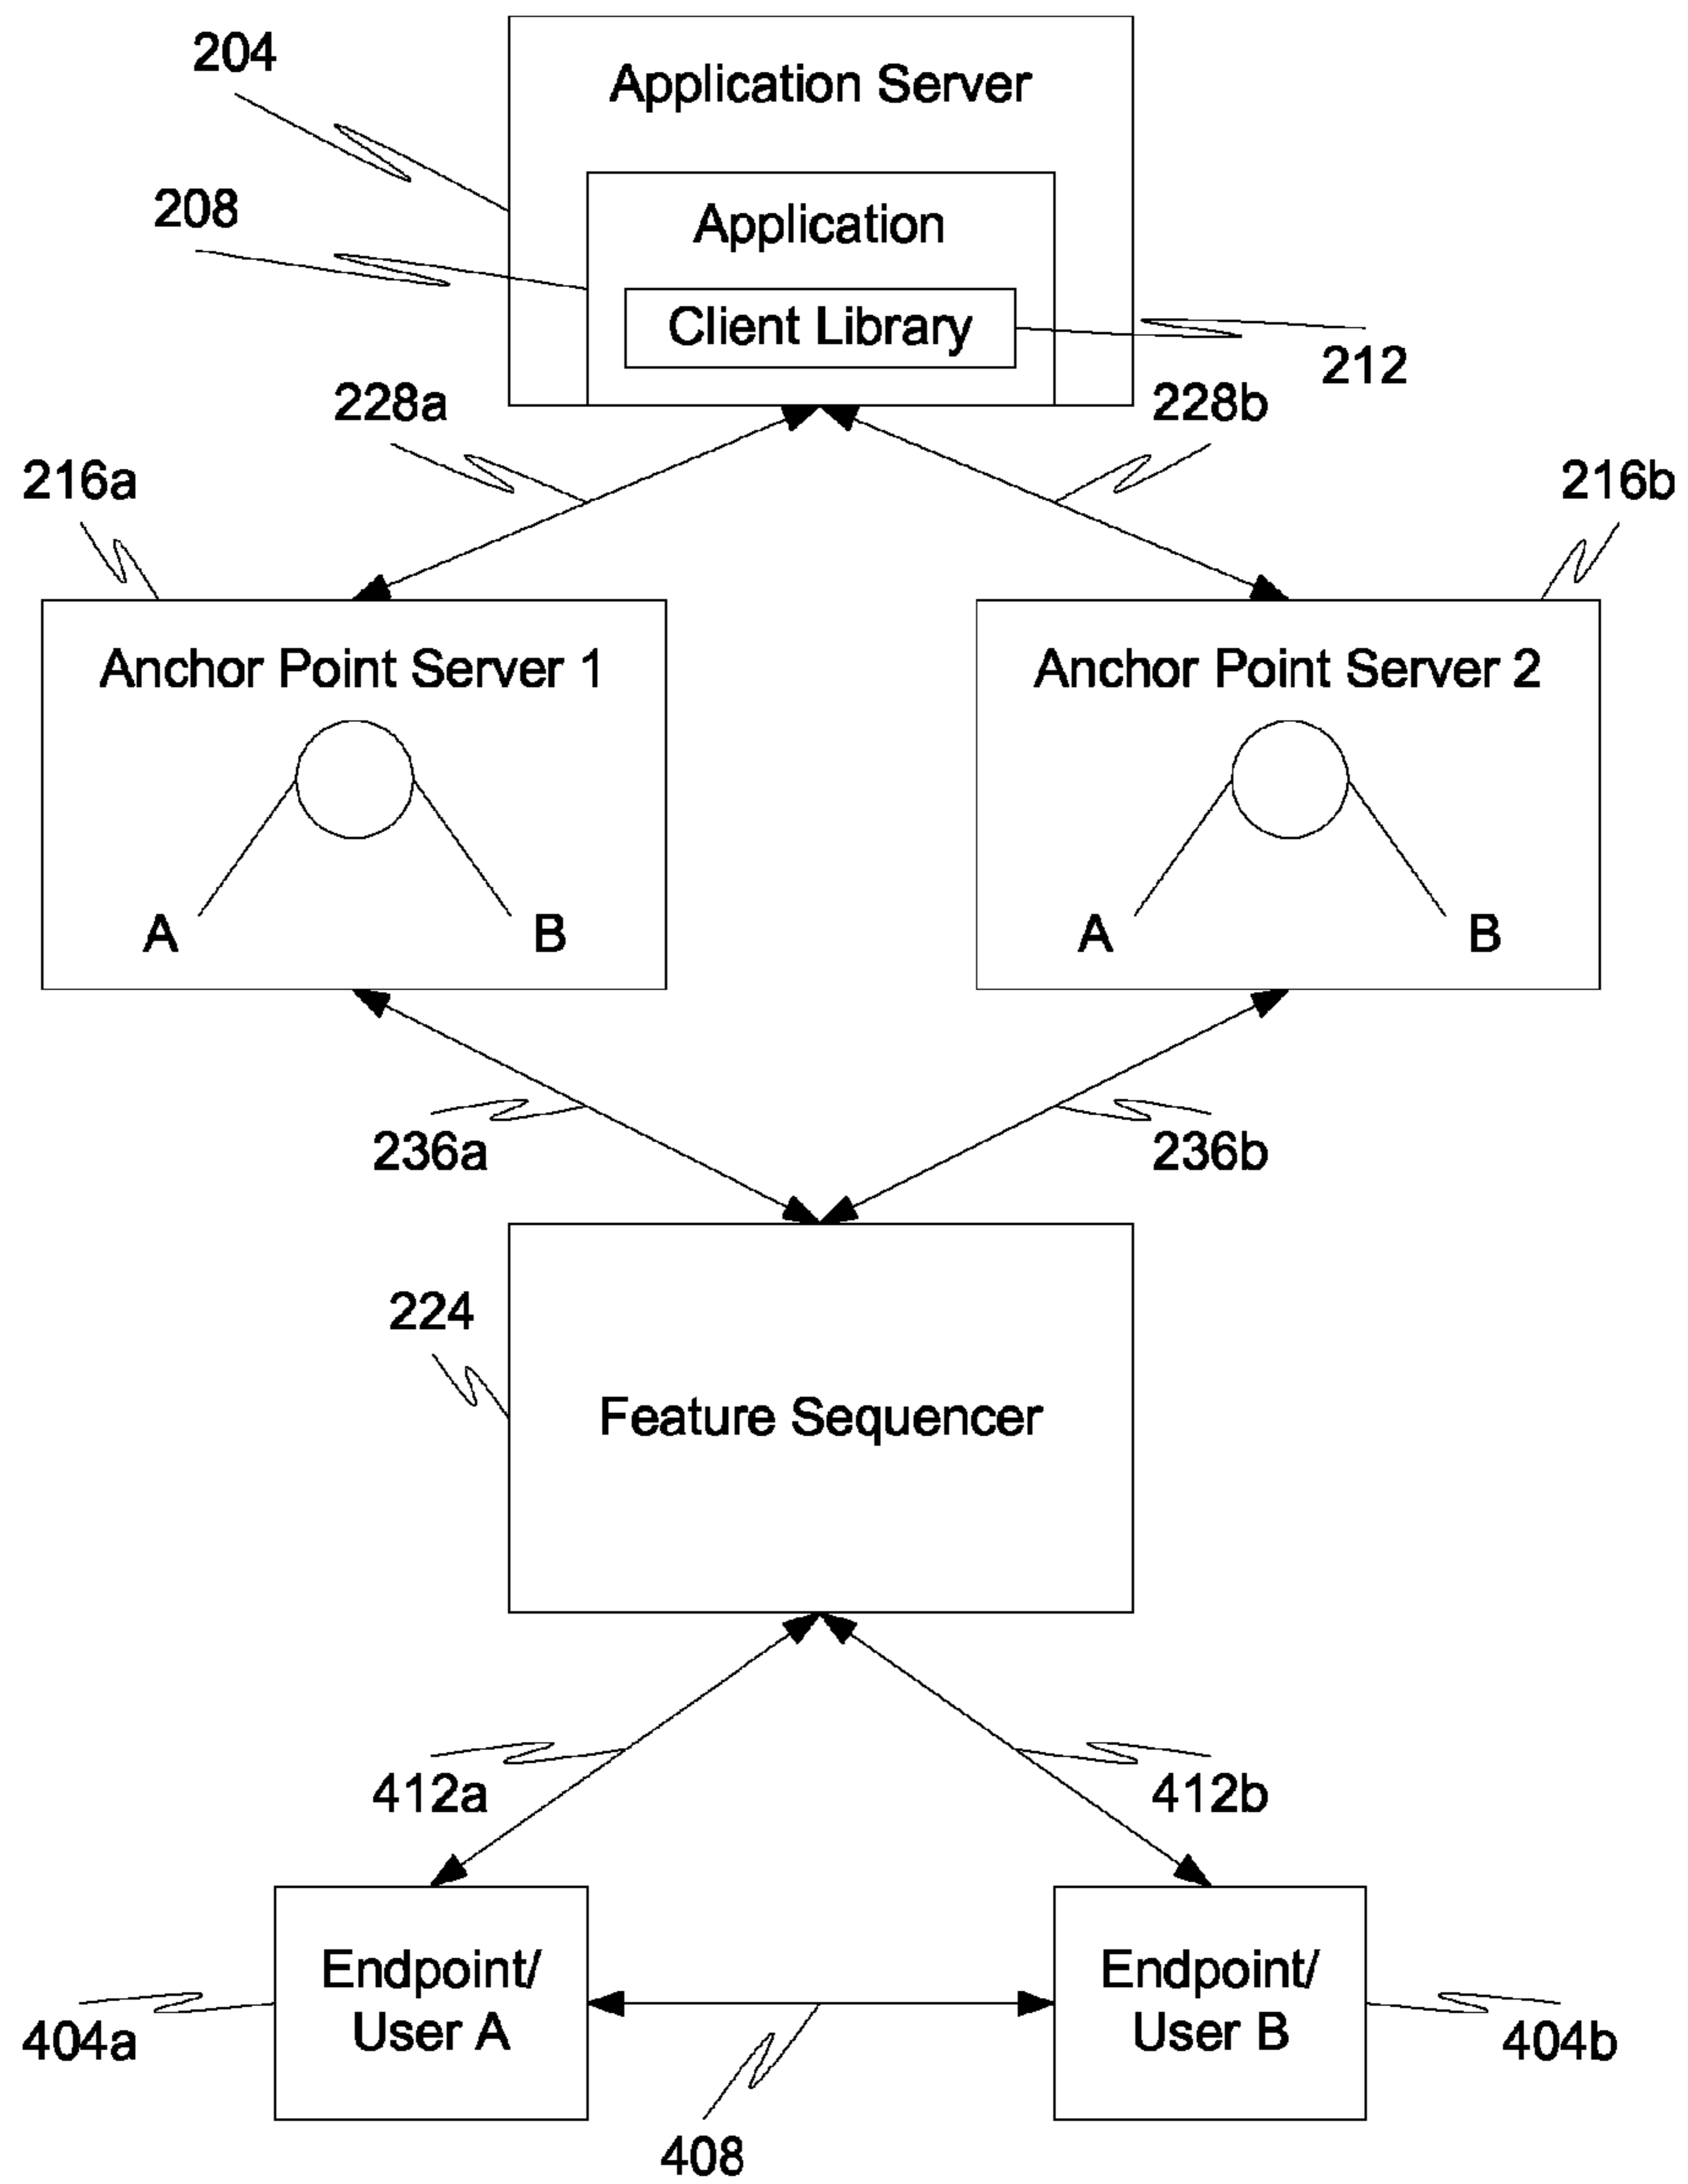 204
Application Server
208
Application
Client Library
212
228a
228b
216a
216b
Anchor Point Server 1
Anchor Point Server 2
A
B
A
B
236a
236b
224
Feature Sequencer
412a
412b
Endpoint/
User A
Endpoint/
User B
404a
404b
408